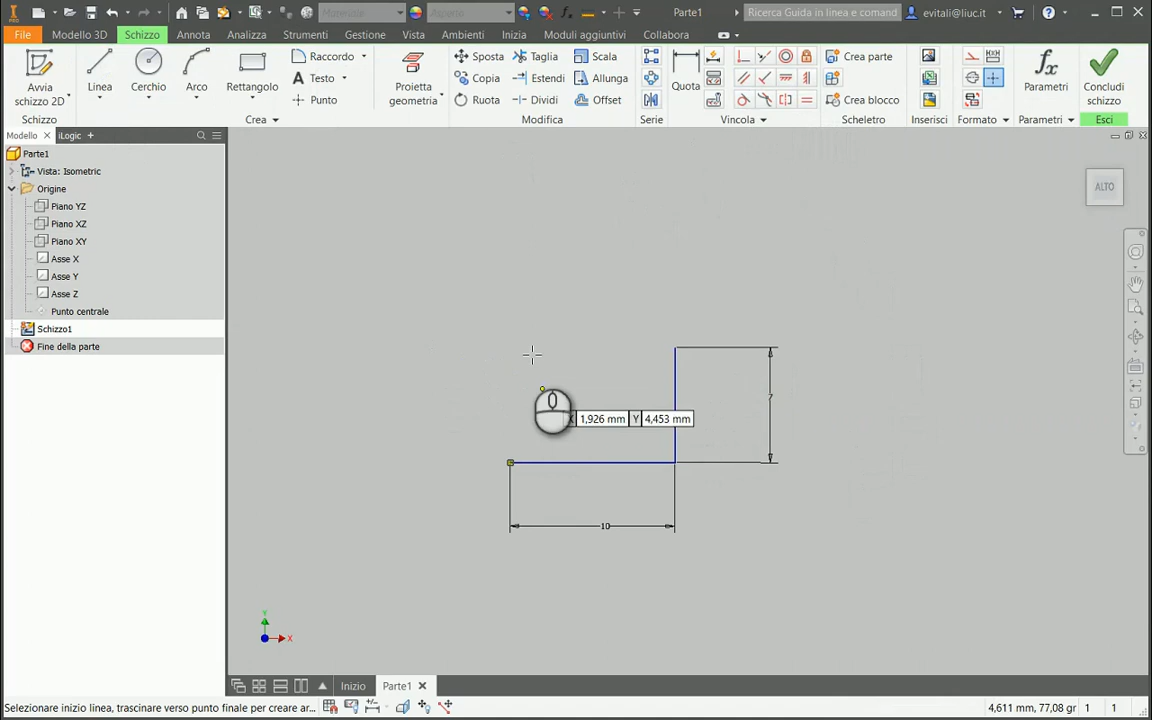 Materiale
Aspetto
Parte1
Ricerca Guida in linea e comand
evitali@liuc.it
File
Modello 3D
Schizzo
Annota
Analizza
Strumenti
Gestione
Vista
Ambienti
Inizia
Moduli aggiuntivi
Collabora
Avvia
schizzo 2D
Linea
Cerchio
Arco
Rettangolo
Raccordo
Testo
Punto
Proietta
geometria
Sposta
Copia
Ruota
Taglia
Estendi
Dividi
Scala
Allunga
Offset
Quota
Crea parte
Crea blocco
Parametri
Concludi
schizzo
Schizzo
Crea
Modifica
Serie
Vincola
Scheletro
Inserisci
Formato
Parametri
Esci
Modello
iLogic
Parte1
Vista: Isometric
Origine
Piano YZ
Piano XZ
Piano XY
Asse X
Asse Y
Asse Z
Punto centrale
Schizzo1
Fine della parte
ALTO
X 1,926 mm Y 4,453 mm
7
10
Y
X
Inizio
Parte1
Selezionare inizio linea, trascinare verso punto finale per creare ar...
4,611 mm, 77,08 gr 1 1